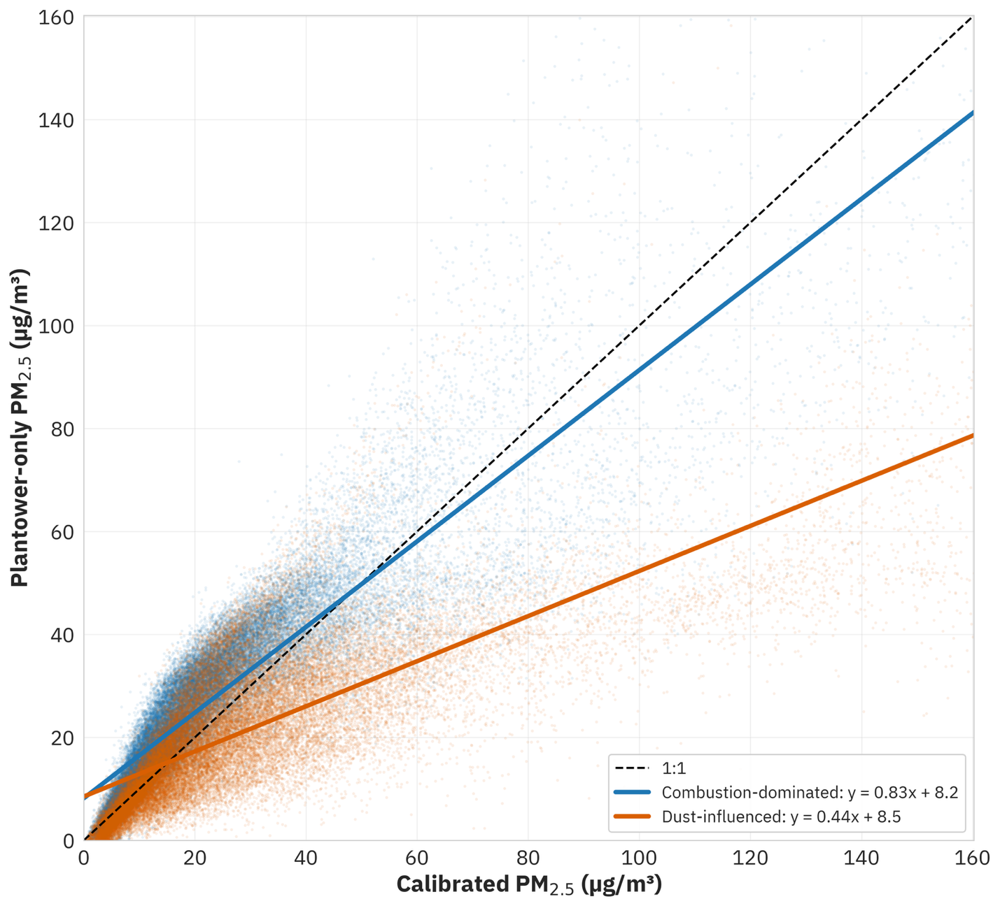 160
140
120
100
80
60
40
20
0
Plantower-only PM2.5 (µg/m³)
0 20 40 60 80 100 120 140 160
Calibrated PM2.5 (µg/m³)
1:1
Combustion-dominated: y = 0.83x + 8.2
Dust-influenced: y = 0.44x + 8.5